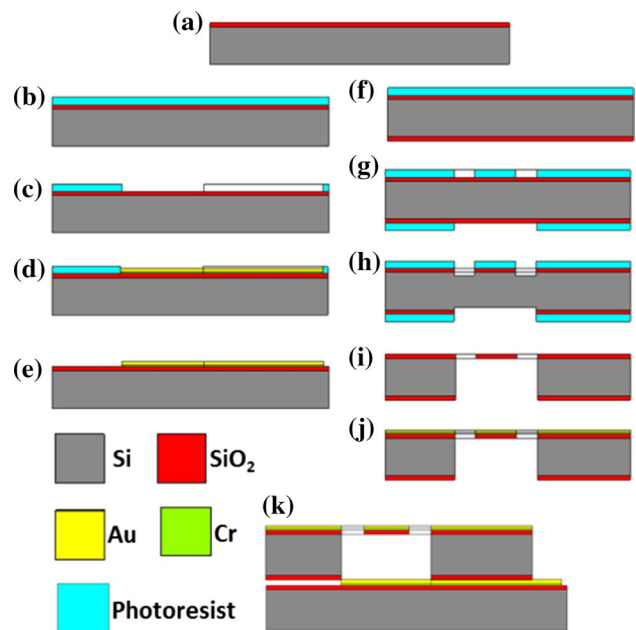 (a)
(b)
(f)
(c)
(g)
(d)
(h)
(e)
(i)
(j)
Si SiO₂
Au Cr
Photoresist
(k)